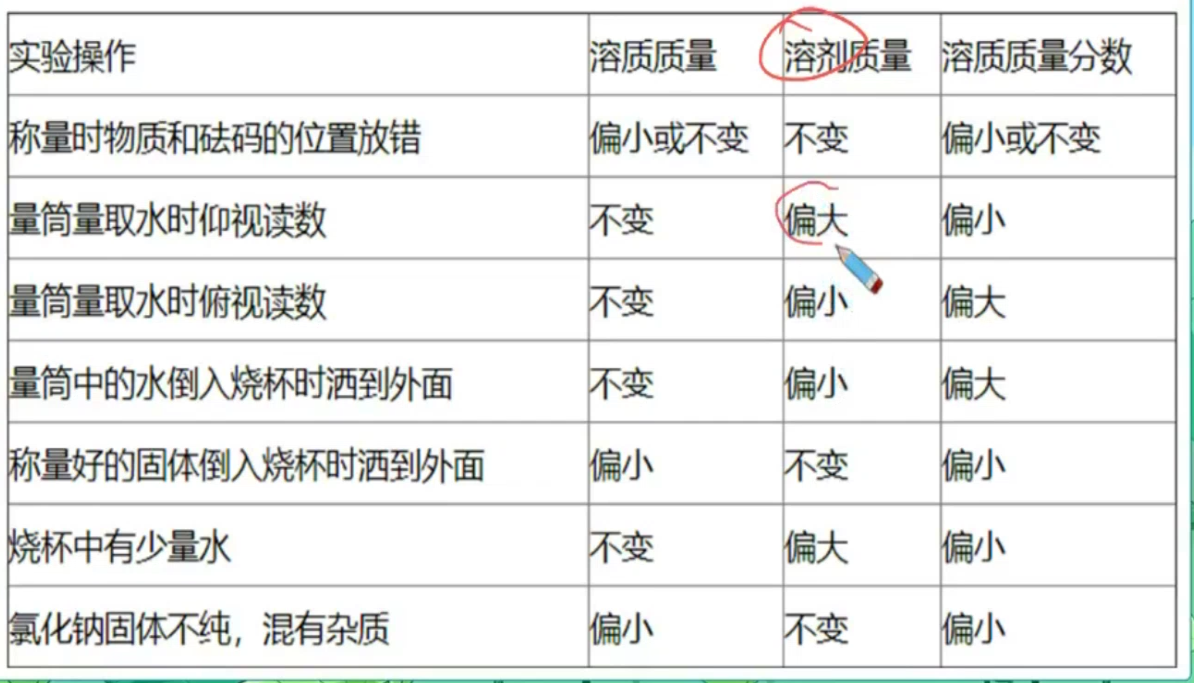 实验操作 溶质质量 溶剂质量 溶质质量分数
称量时物质和砝码的位置放错 偏小或不变 不变 偏小或不变
量筒量取水时仰视读数 不变 偏大 偏小
量筒量取水时俯视读数 不变 偏小 偏大
量筒中的水倒入烧杯时洒到外面 不变 偏小 偏大
称量好的固体倒入烧杯时洒到外面 偏小 不变 偏小
烧杯中有少量水 不变 偏大 偏小
氯化钠固体不纯，混有杂质 偏小 不变 偏小